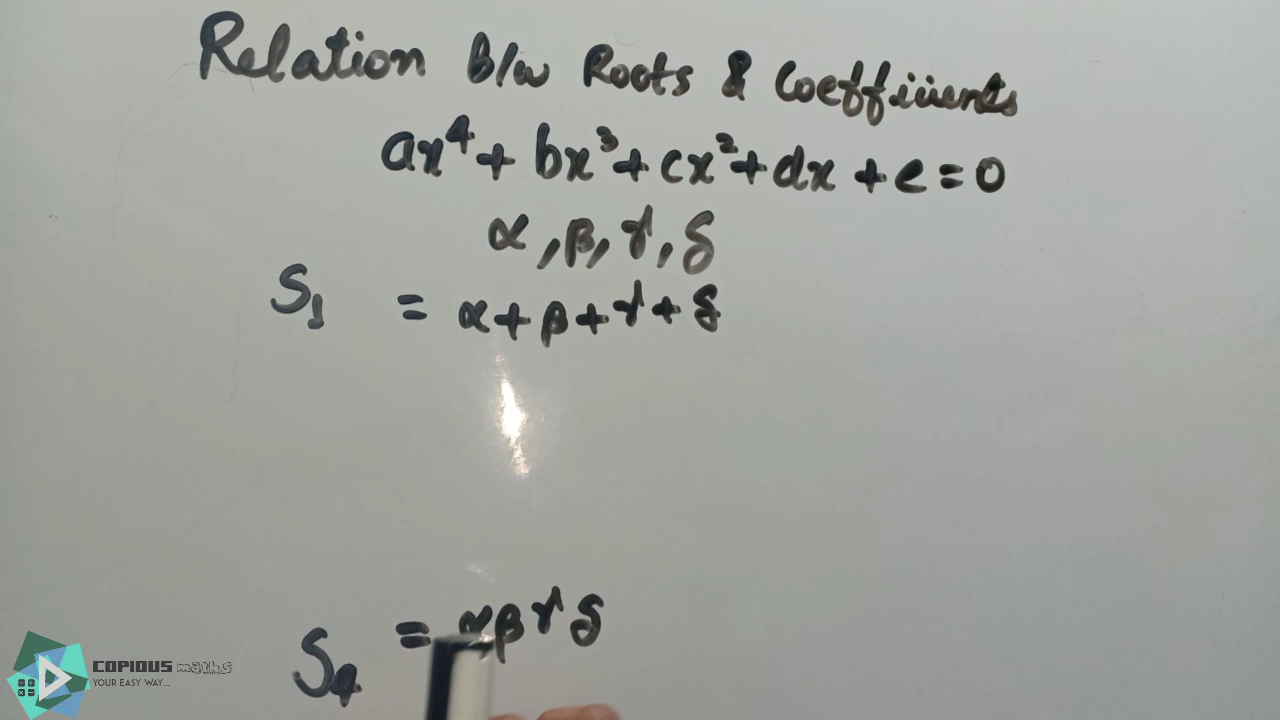 Relation B/w Roots & Coefficients
ax⁴ + bx³ + cx² + dx + e = 0
α, β, γ, δ
S₁ = α + β + γ + δ
S₄ = αβγδ
COPIOUS maths
YOUR EASY WAY...